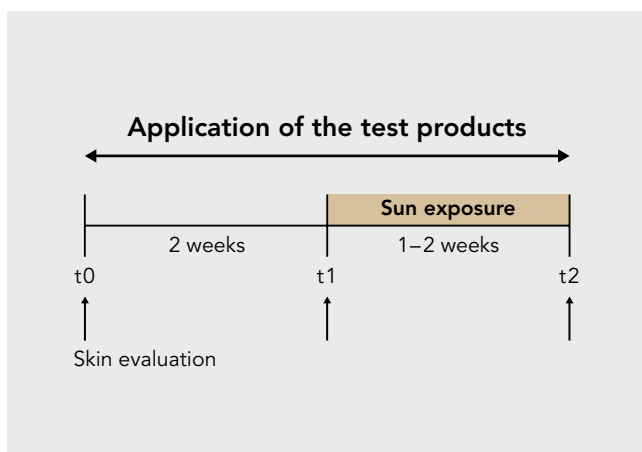 Application of the test products
Sun exposure
2 weeks
1–2 weeks
t0
t1
t2
Skin evaluation